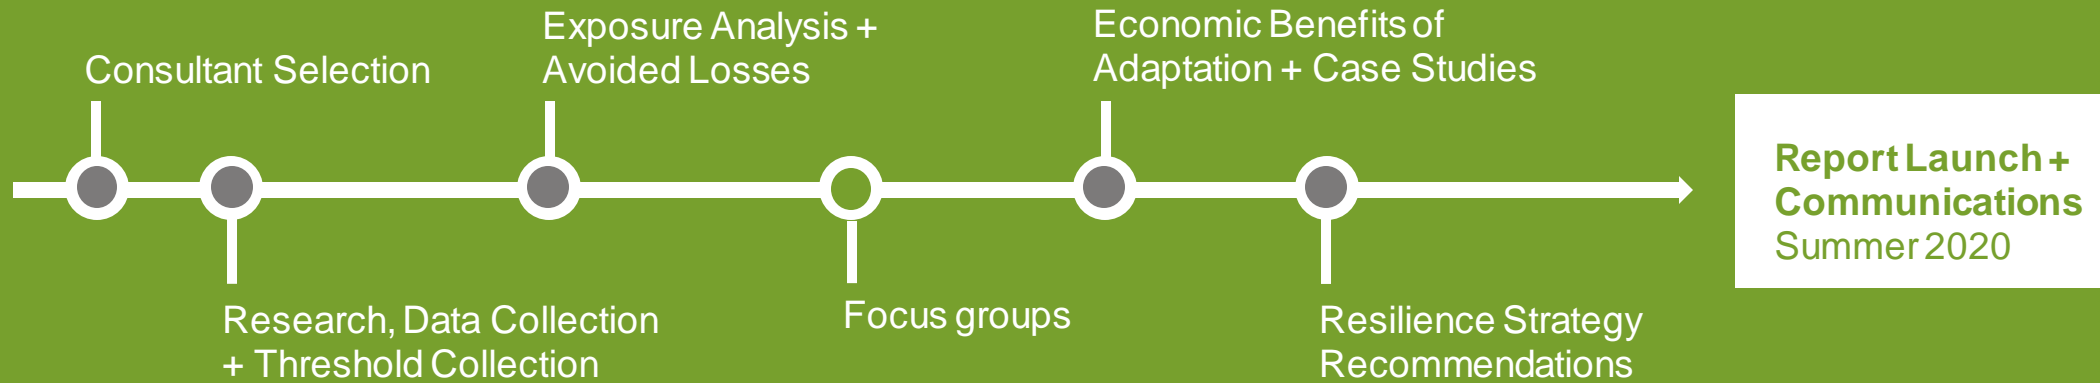 Consultant Selection
Research, Data Collection
+ Threshold Collection
Exposure Analysis +
Avoided Losses
Focus groups
Economic Benefits of
Adaptation + Case Studies
Resilience Strategy
Recommendations
Report Launch +
Communications
Summer 2020